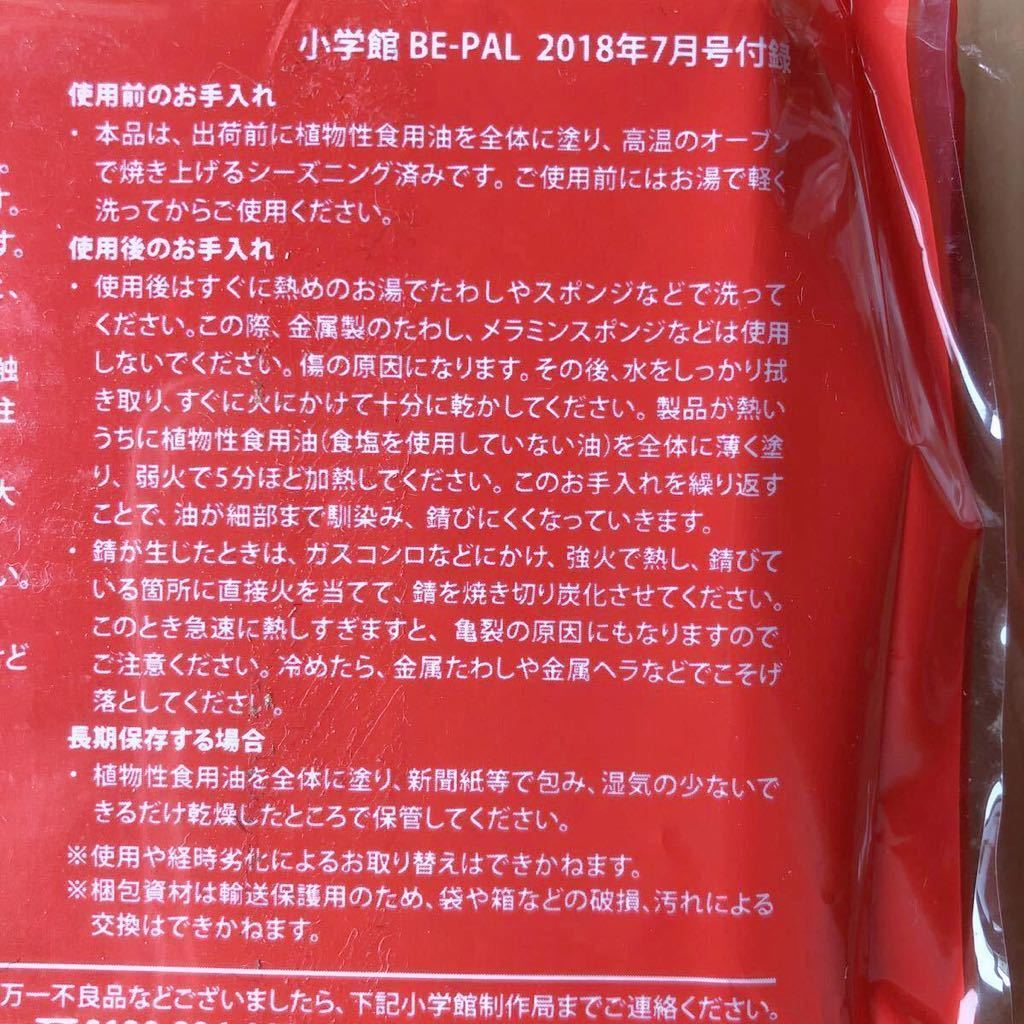 小学館 BE-PAL 2018年7月号付録
使用前のお手入れ
・本品は、出荷前に植物性食用油を全体に塗り、高温のオーブン
で焼き上げるシーズニング済みです。ご使用前にはお湯で軽く
洗ってからご使用ください。
使用後のお手入れ
・使用後はすぐに熱めのお湯でたわしやスポンジなどで洗って
ください。この際、金属製のたわし、メラミンスポンジなどは使用
しないでください。傷の原因になります。その後、水をしっかり拭
き取り、すぐに火にかけて十分に乾かしてください。製品が熱い
うちに植物性食用油(食塩を使用していない油)を全体に薄く塗
り、弱火で5分ほど加熱してください。このお手入れを繰り返す
ことで、油が細部まで馴染み、錆びにくくなっていきます。
・錆が生じたときは、ガスコンロなどにかけ、強火で熱し、錆びて
いる箇所に直接火を当てて、錆を焼き切り炭化させてください。
このとき急速に熱しすぎますと、亀裂の原因にもなりますので
ご注意ください。冷めたら、金属たわしや金属ヘラなどでこそげ
落としてください。
長期保存する場合
・植物性食用油を全体に塗り、新聞紙等で包み、湿気の少ないで
きるだけ乾燥したところで保管してください。
※使用や経時劣化によるお取り替えはできかねます。
※梱包資材は輸送保護用のため、袋や箱などの破損、汚れによる
交換はできかねます。
万一不良品などございましたら、下記小学館制作局までご連絡ください。